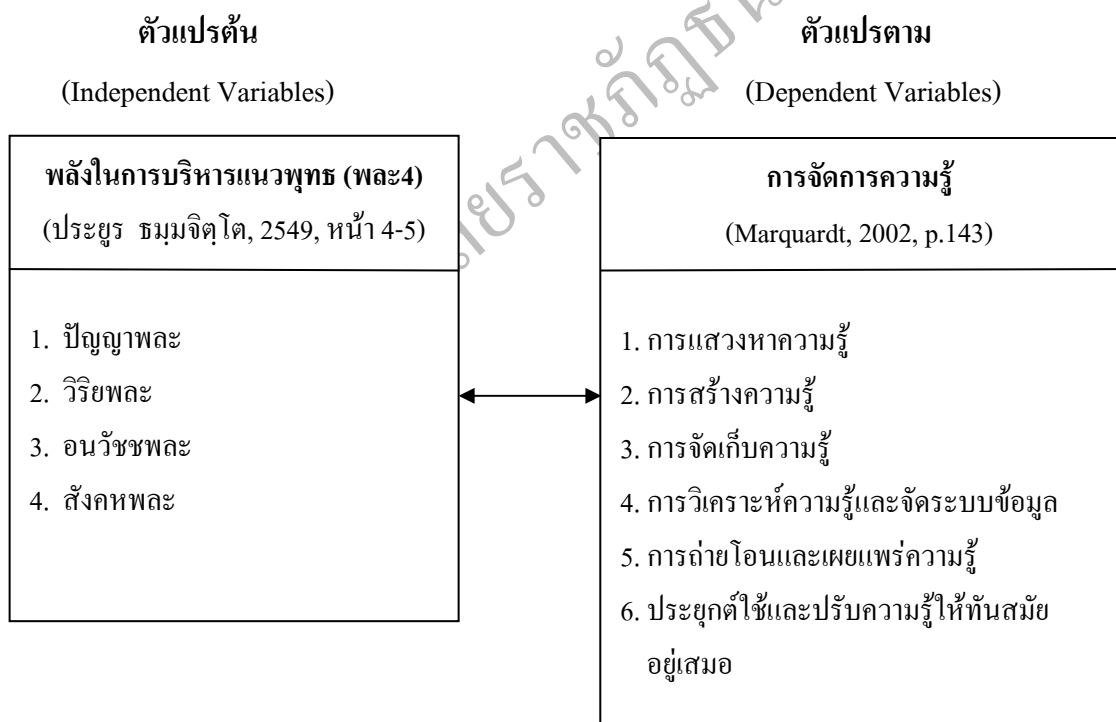 ตัวแปรต้น
(Independent Variables)
พลังในการบริหารแนวพุทธ (พละ4)
(ประยูร ธมฺมจิตฺโต, 2549, หน้า 4-5)
1. ปัญญาพละ
2. วิริยพละ
3. อนวัชชพละ
4. สังคหพละ
ตัวแปรตาม
(Dependent Variables)
การจัดการความรู้
(Marquardt, 2002, p.143)
1. การแสวงหาความรู้
2. การสร้างความรู้
3. การจัดเก็บความรู้
4. การวิเคราะห์ความรู้และจัดระบบข้อมูล
5. การถ่ายโอนและเผยแพร่ความรู้
6. ประยุกต์ใช้และปรับความรู้ให้ทันสมัย
อยู่เสมอ